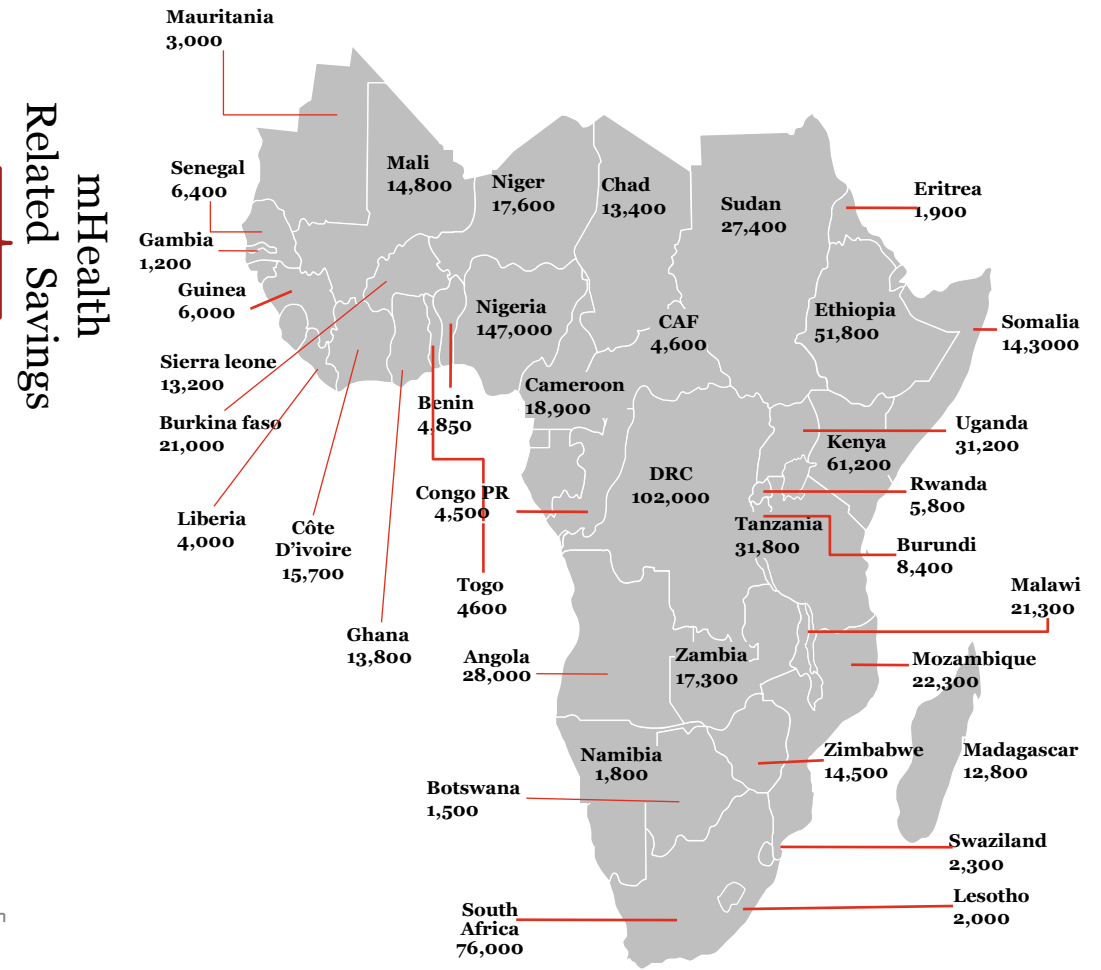 mHealth
Related Savings
Mauritania
3,000
Senegal
6,400
Gambia
1,200
Guinea
6,000
Sierra leone
13,200
Burkina faso
21,000
Liberia
4,000
Côte
D'ivoire
15,700
Ghana
13,800
Mali
14,800
Niger
17,600
Chad
13,400
Sudan
27,400
Eritrea
1,900
Nigeria
147,000
CAF
4,600
Ethiopia
51,800
Somalia
14,3000
Cameroon
18,900
Benin
4,850
Uganda
31,200
Kenya
61,200
DRC
102,000
Congo PR
4,500
Rwanda
5,800
Tanzania
31,800
Burundi
8,400
Togo
4600
Malawi
21,300
Angola
28,000
Zambia
17,300
Mozambique
22,300
Namibia
1,800
Zimbabwe
14,500
Madagascar
12,800
Botswana
1,500
Swaziland
2,300
Lesotho
2,000
South
Africa
76,000